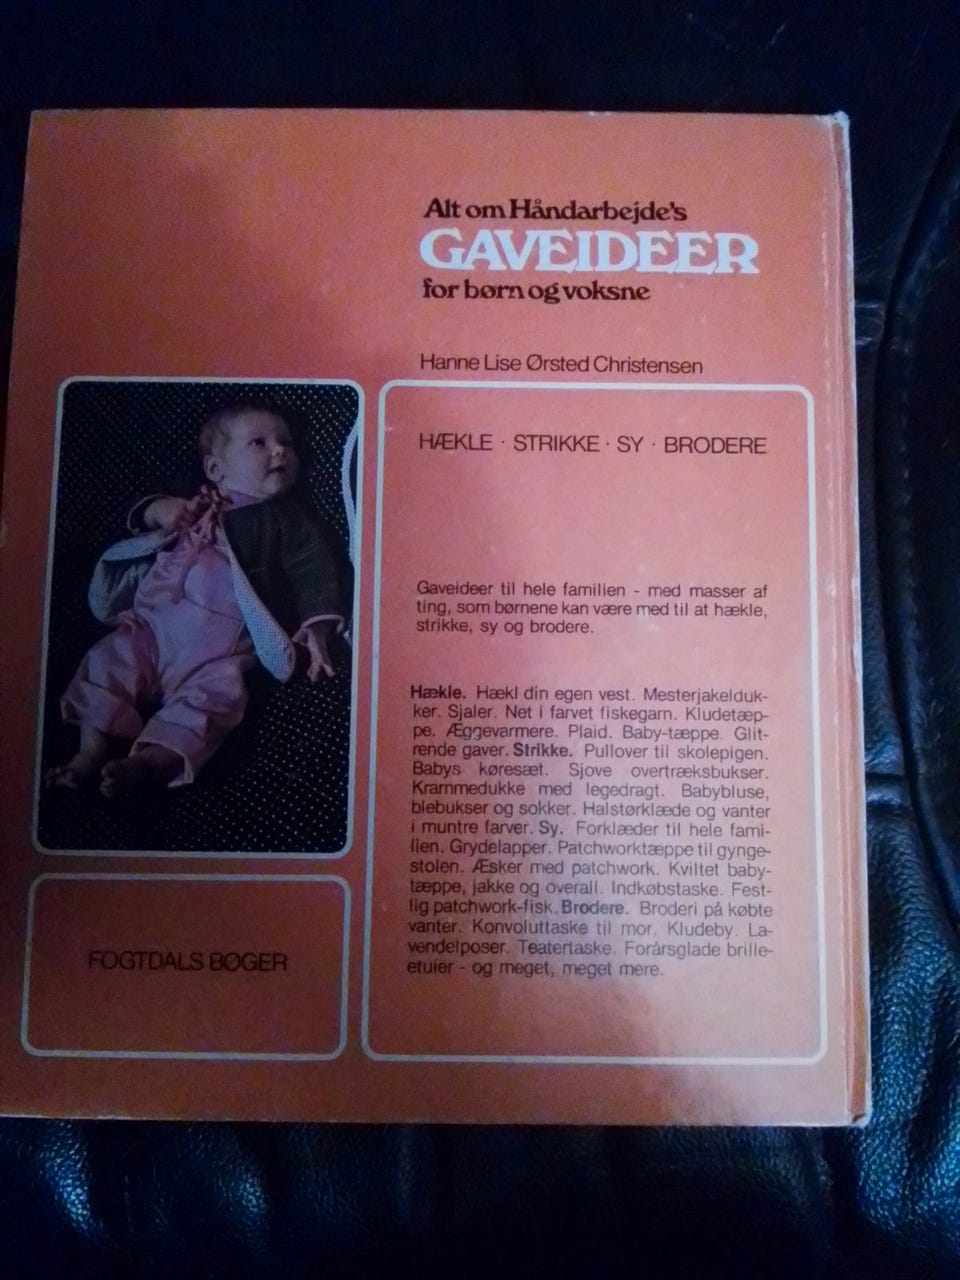 Alt om Håndarbejde's
GAVEIDEER
for børn og voksne
Hanne Lise Ørsted Christensen
HÆKLE · STRIKKE · SY · BRODERE
Gaveideer til hele familien - med masser af
ting, som børnene kan være med til at hækle,
strikke, sy og brodere.
Hækle. Hækl din egen vest. Mesterjakelduk-
ker. Sjaler. Net i farvet fiskegarn. Kludetæp-
pe. Æggevarmere. Plaid. Baby-tæppe. Glit-
rende gaver. Strikke. Pullover til skolepigen.
Babys køresæt. Sjove overtræksbukser.
Krammedukke med legedragt. Babybluse,
blebukser og sokker. Halstørklæde og vanter
i muntre farver. Sy. Forklæder til hele fami-
lien. Grydelapper. Patchworktæppe til gynge-
stolen. Æsker med patchwork. Kviltet baby-
tæppe, jakke og overall. Indkøbstaske. Fest-
lig patchwork-fisk. Brodere. Broderi på købte
vanter. Konvoluttaske til mor. Kludeby. La-
vendelposer. Teatertaske. Forårsglade brille-
etuier - og meget, meget mere.
FOGTDALS BØGER